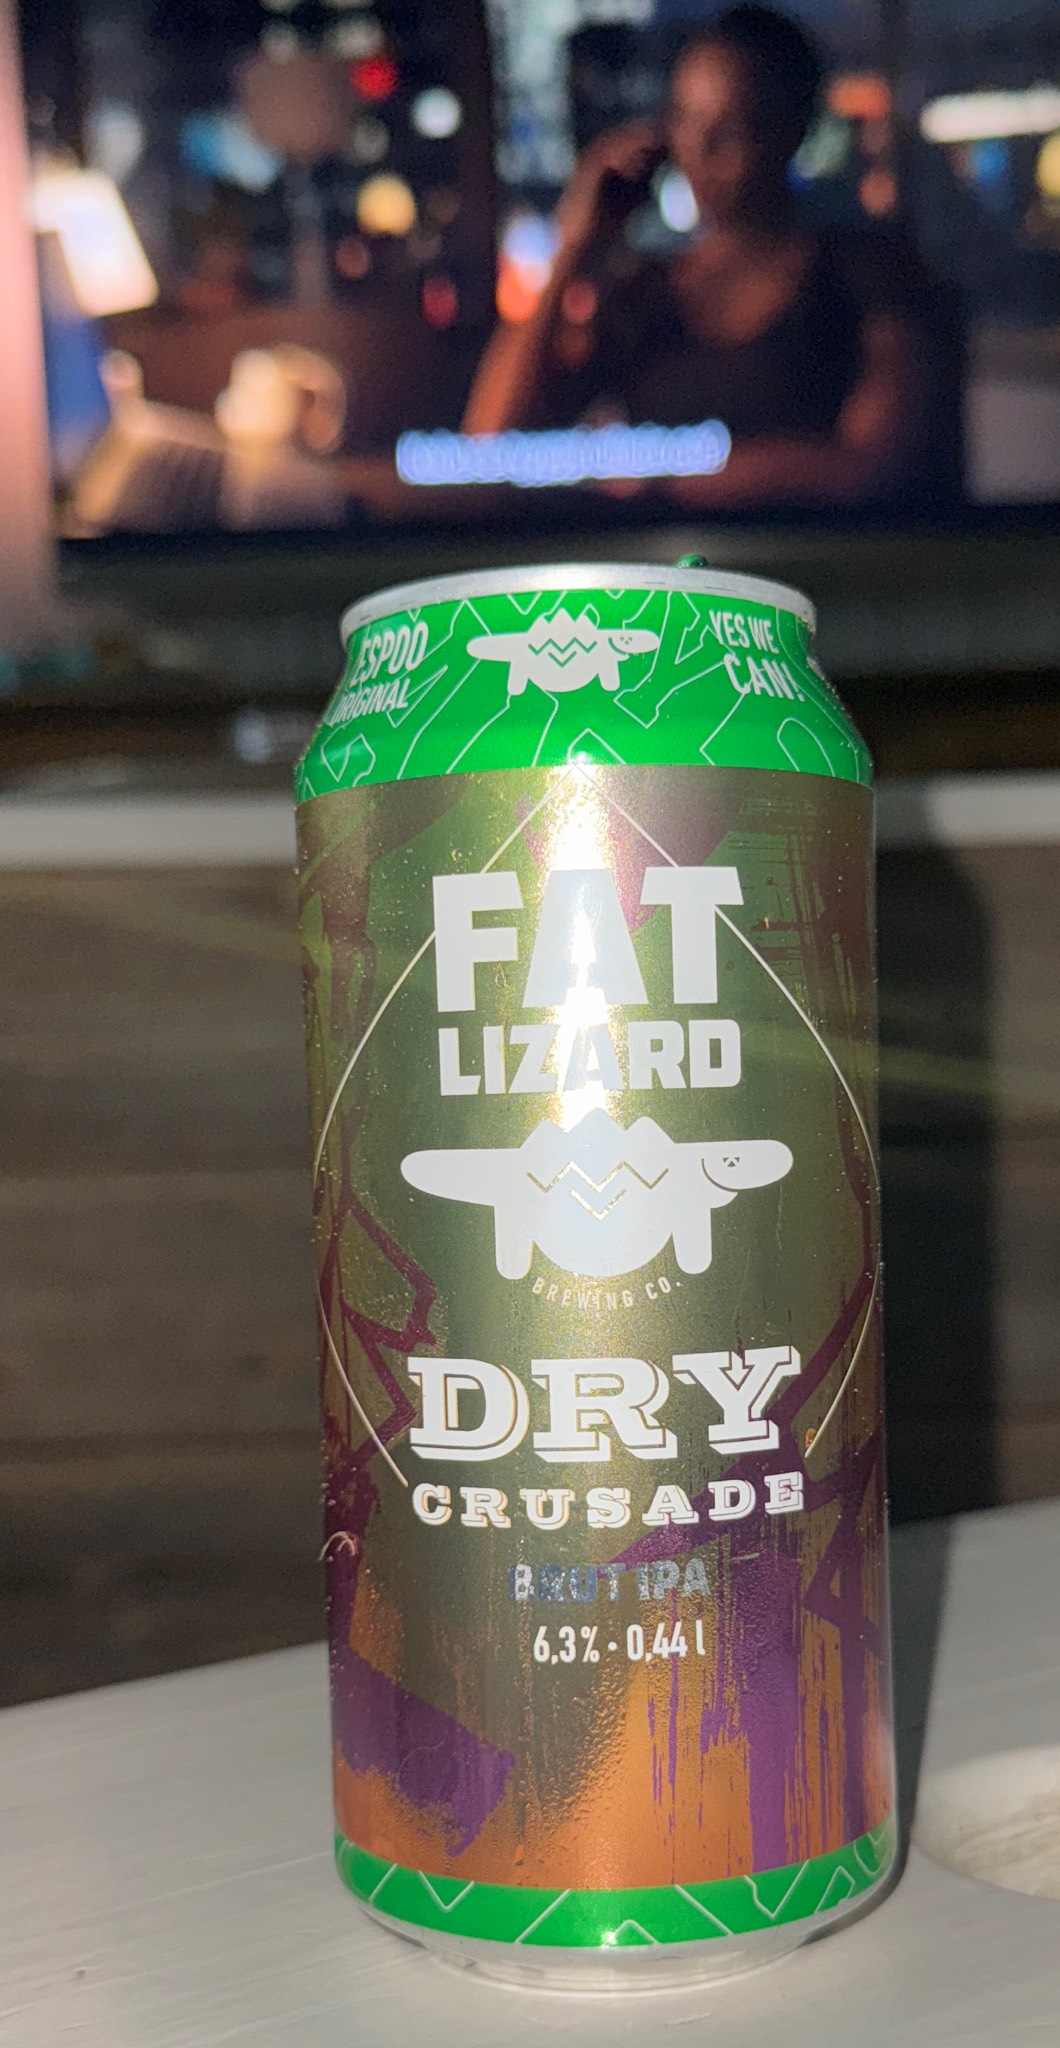 ESPOO
ORIGINAL
YES WE
CAN!
FAT
LIZARD
BREWING CO.
DRY
CRUSADE
BRUT IPA
6,3% · 0,44 l